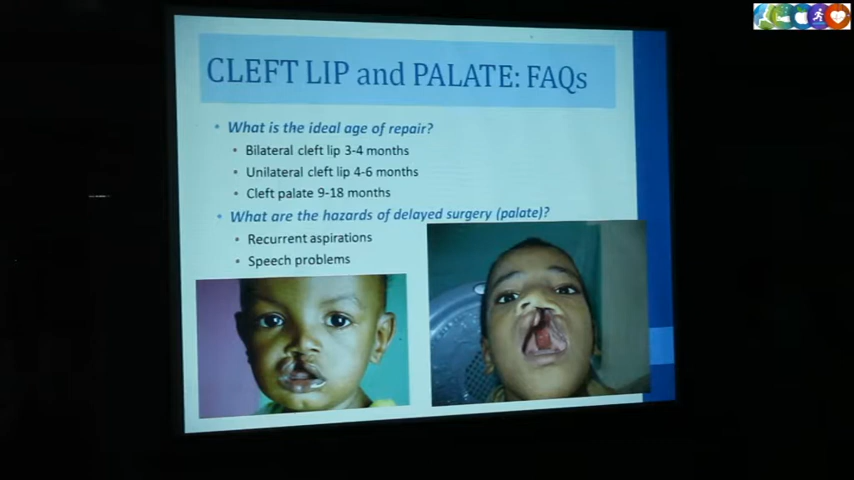 CLEFT LIP and PALATE: FAQs
• What is the ideal age of repair?
• Bilateral cleft lip 3-4 months
• Unilateral cleft lip 4-6 months
• Cleft palate 9-18 months
• What are the hazards of delayed surgery (palate)?
• Recurrent aspirations
• Speech problems